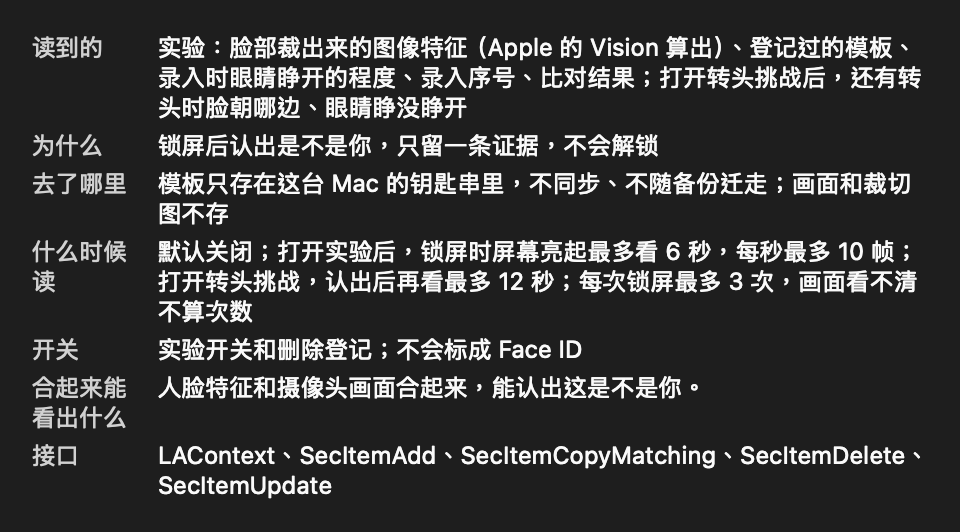 读到的
实验：脸部裁出来的图像特征（Apple 的 Vision 算出）、登记过的模板、
录入时眼睛睁开的程度、录入序号、比对结果；打开转头挑战后，还有转
头时脸朝哪边、眼睛睁没睁开
为什么
锁屏后认出是不是你，只留一条证据，不会解锁
去了哪里
模板只存在这台 Mac 的钥匙串里，不同步、不随备份迁走；画面和裁切
图不存
什么时候
读
默认关闭；打开实验后，锁屏时屏幕亮起最多看 6 秒，每秒最多 10 帧；
打开转头挑战，认出后再看最多 12 秒；每次锁屏最多 3 次，画面看不清
不算次数
开关
实验开关和删除登记；不会标成 Face ID
合起来能
看出什么
人脸特征和摄像头画面合起来，能认出这是不是你。
接口
LAContext、SecItemAdd、SecItemCopyMatching、SecItemDelete、
SecItemUpdate